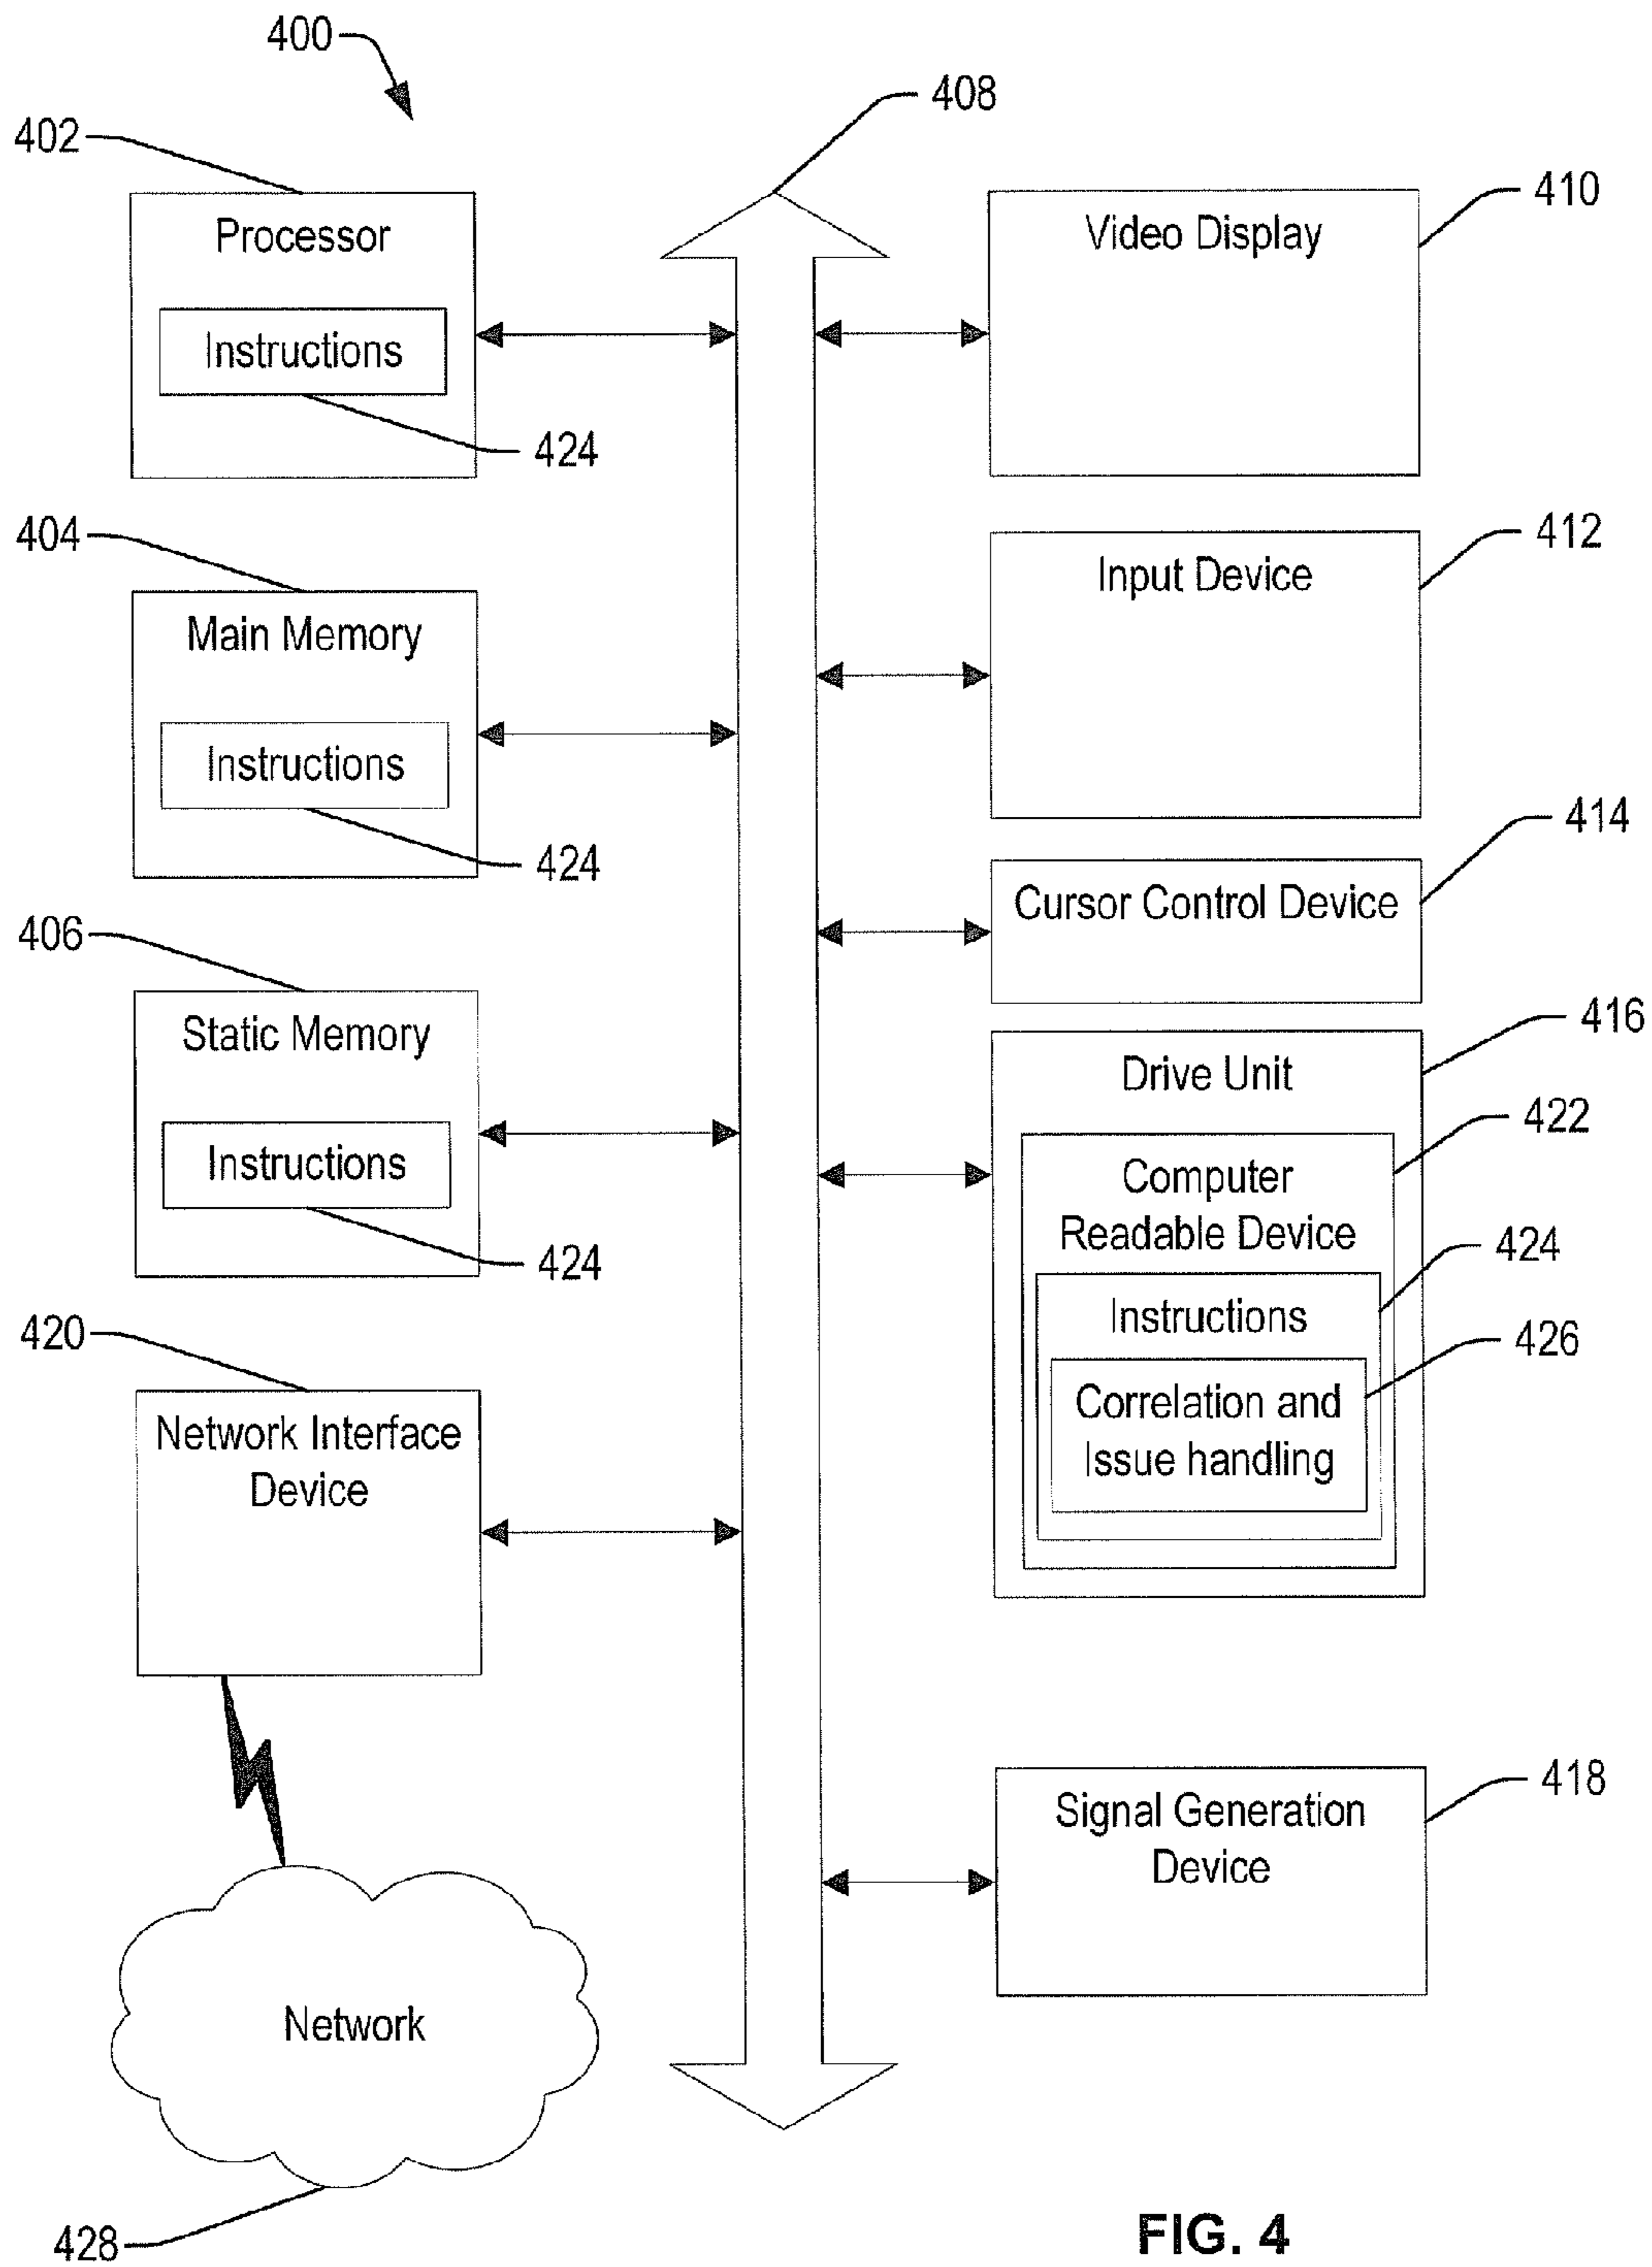 400
408
402
410
Processor
Video Display
Instructions
424
404
412
Main Memory
Input Device
Instructions
424
414
Cursor Control Device
406
Static Memory
416
Drive Unit
422
Instructions
Computer
Readable Device
424
424
Instructions
420
426
Network Interface
Device
Correlation and
Issue handling
418
Signal Generation
Device
Network
428
FIG. 4